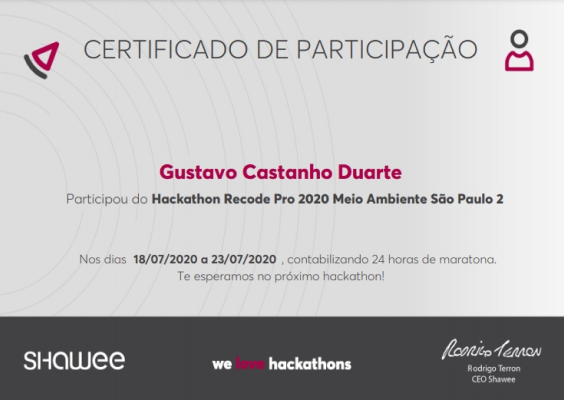 CERTIFICADO DE PARTICIPAÇÃO
Gustavo Castanho Duarte
Participou do Hackathon Recode Pro 2020 Meio Ambiente São Paulo 2
Nos dias 18/07/2020 a 23/07/2020 , contabilizando 24 horas de maratona.
Te esperamos no próximo hackathon!
SHAWEE
we love hackathons
Rodrigo Terron
Rodrigo Terron
CEO Shawee